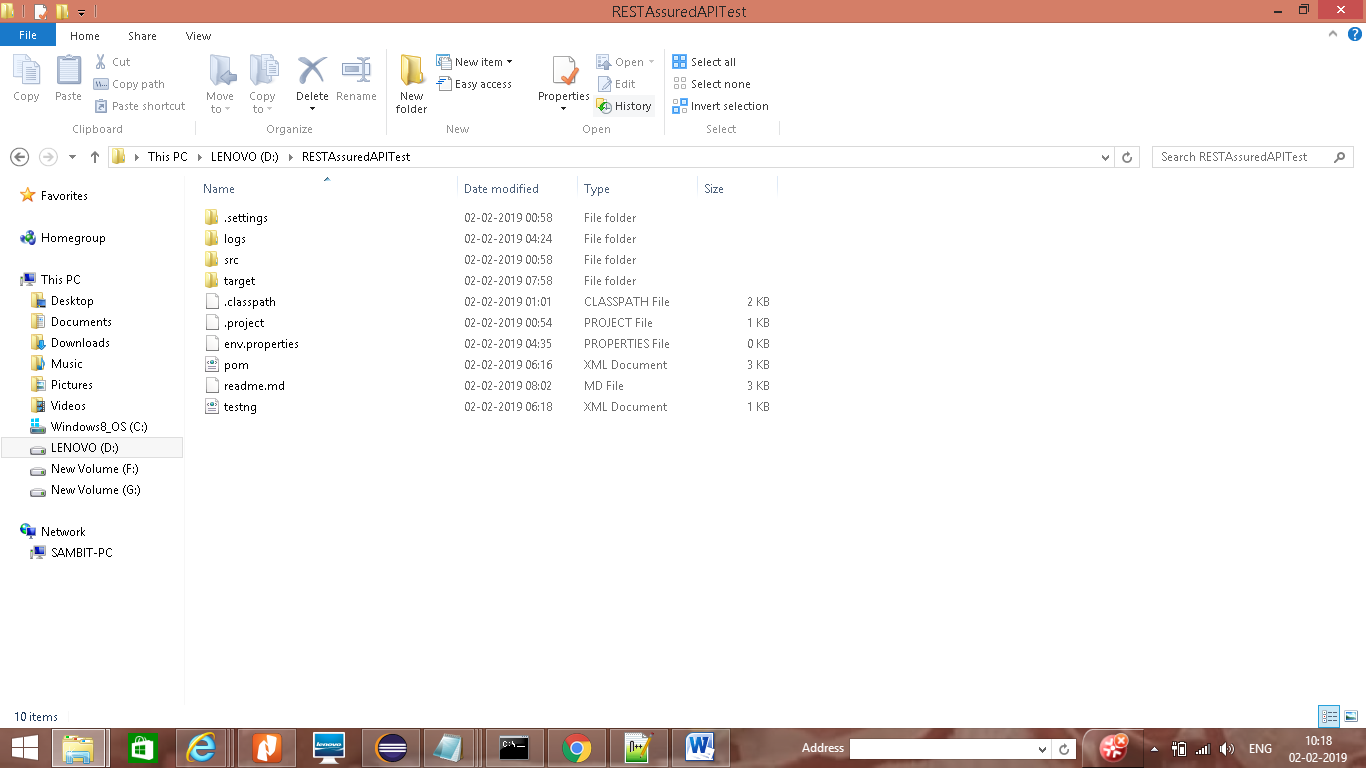 RESTAssuredAPITest
File Home Share View
Copy Paste Cut Copy path Paste shortcut Move to Copy to Delete Rename New folder New item Easy access Properties Open Edit History Select all Select none Invert selection
Clipboard Organize New Open Select
This PC LENOVO (D:) RESTAssuredAPITest Search RESTAssuredAPITest
Favorites
Homegroup
This PC
Desktop
Documents
Downloads
Music
Pictures
Videos
Windows8_OS (C:)
LENOVO (D:)
New Volume (F:)
New Volume (G:)
Network
SAMBIT-PC
Name Date modified Type Size
.settings 02-02-2019 00:58 File folder
logs 02-02-2019 04:24 File folder
src 02-02-2019 00:58 File folder
target 02-02-2019 07:58 File folder
.classpath 02-02-2019 01:01 CLASSPATH File 2 KB
.project 02-02-2019 00:54 PROJECT File 1 KB
env.properties 02-02-2019 04:35 PROPERTIES File 0 KB
pom 02-02-2019 06:16 XML Document 3 KB
readme.md 02-02-2019 08:02 MD File 3 KB
testng 02-02-2019 06:18 XML Document 1 KB
10 items
Address ENG 10:18
02-02-2019